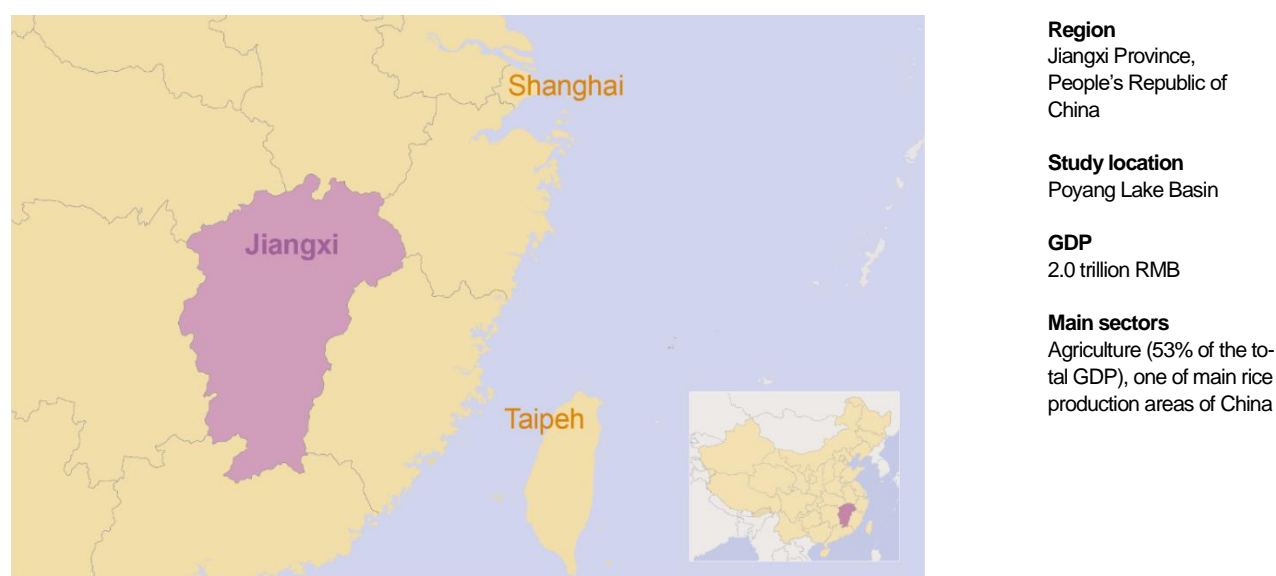 Shanghai
Jiangxi
Taipeh
Region
Jiangxi Province,
People's Republic of
China
Study location
Poyang Lake Basin
GDP
2.0 trillion RMB
Main sectors
Agriculture (53% of the to-
tal GDP), one of main rice
production areas of China